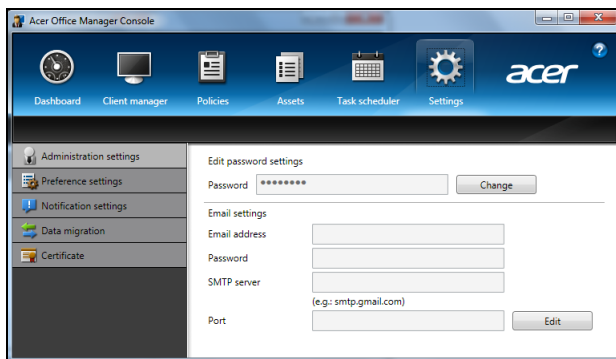 Acer Office Manager Console
?
acer
Dashboard Client manager Policies Assets Task scheduler Settings
Administration settings
Preference settings
Notification settings
Data migration
Certificate
Edit password settings
Password ******** Change
Email settings
Email address
Password
SMTP server
(e.g.: smtp.gmail.com)
Port Edit